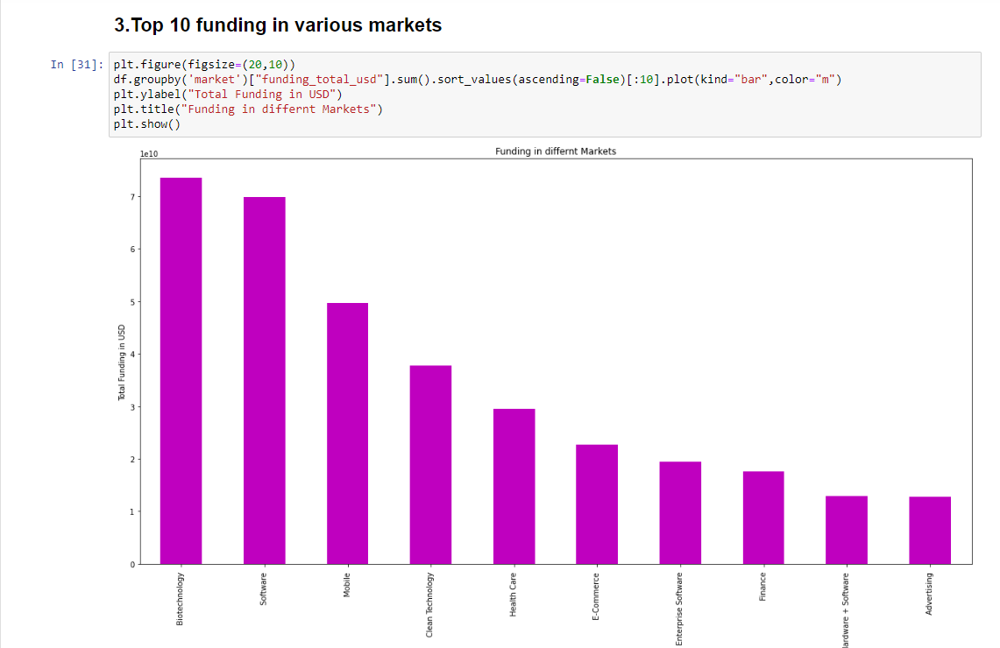 3.Top 10 funding in various markets
In [31]:
plt.figure(figsize=(20,10))
df.groupby('market')["funding_total_usd"].sum().sort_values(ascending=False)[:10].plot(kind="bar",color="m")
plt.ylabel("Total Funding in USD")
plt.title("Funding in differnt Markets")
plt.show()
Funding in differnt Markets
1e10
7
6
5
4
3
2
1
0
Total Funding in USD
Biotechnology
Software
Mobile
Clean Technology
Health Care
E-Commerce
Enterprise Software
Finance
ardware + Software
Advertising